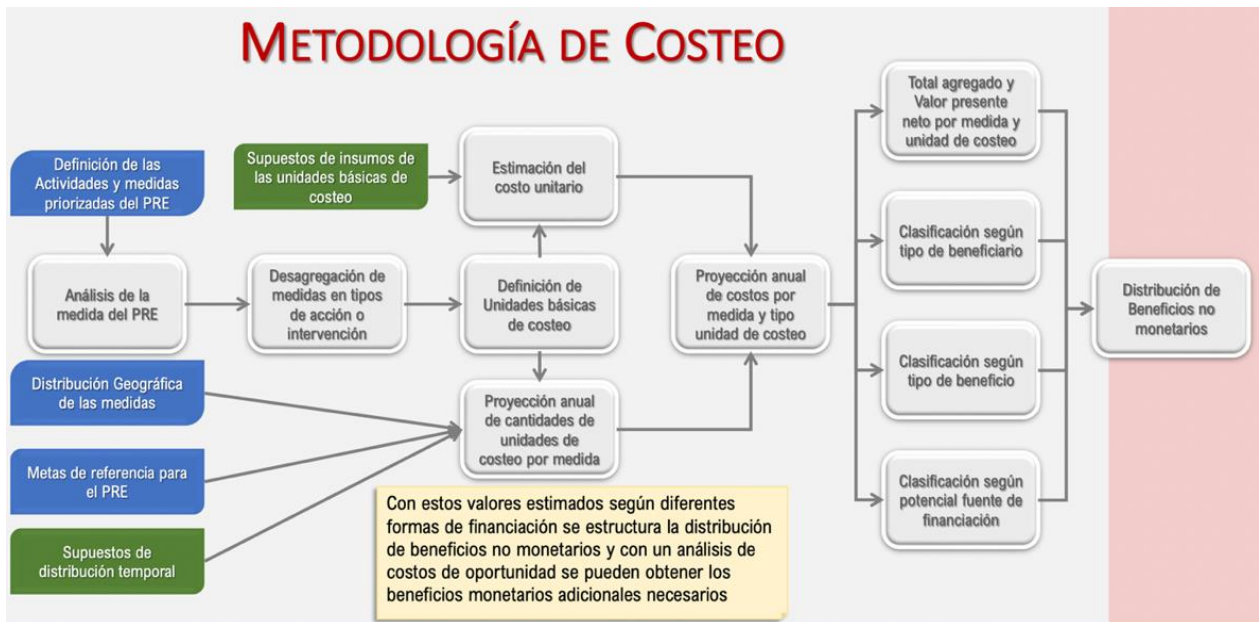 METODOLOGÍA DE COSTEO
Definición de las
Actividades y medidas
priorizadas del PRE
Supuestos de insumos de
las unidades básicas de
costeo
Estimación del
costo unitario
Total agregado y
Valor presente
neto por medida y
unidad de costeo
Análisis de la
medida del PRE
Desagregación de
medidas en tipos
de acción o
intervención
Definición de
Unidades básicas
de costeo
Proyección anual
de costos por
medida y tipo
unidad de costeo
Clasificación según
tipo de beneficiario
Distribución de
Beneficios no
monetarios
Distribución Geográfica
de las medidas
Proyección anual
de cantidades de
unidades de
costeo por medida
Clasificación según
tipo de beneficio
Metas de referencia para
el PRE
Clasificación según
potencial fuente de
financiación
Supuestos de
distribución temporal
Con estos valores estimados según diferentes
formas de financiación se estructura la distribución
de beneficios no monetarios y con un análisis de
costos de oportunidad se pueden obtener los
beneficios monetarios adicionales necesarios